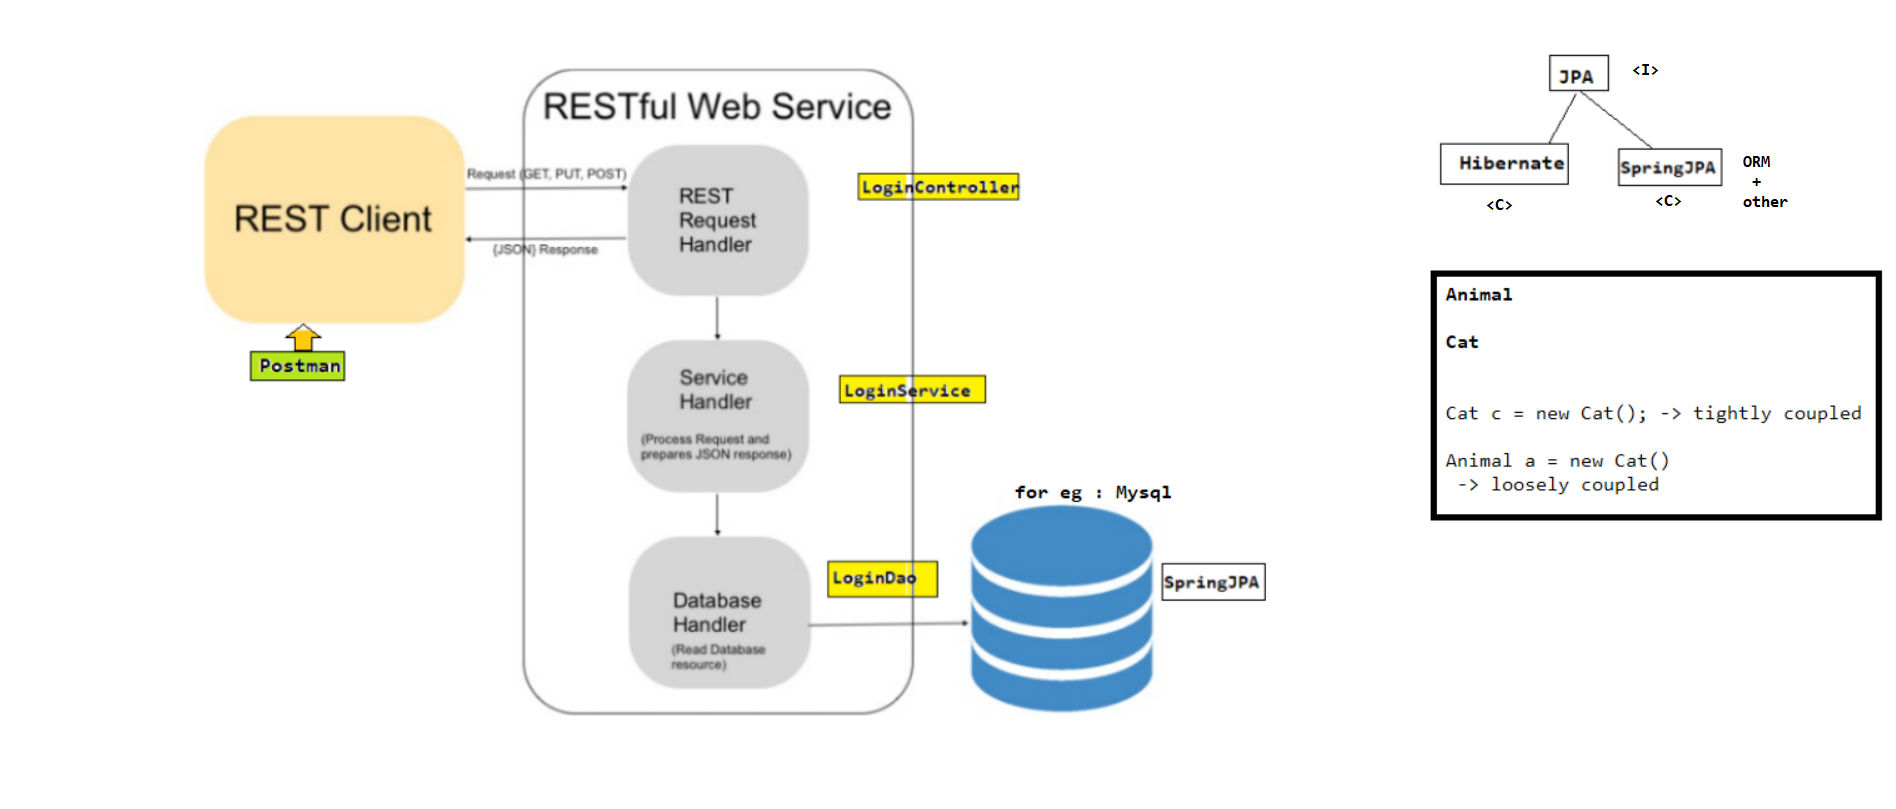 RESTful Web Service
REST Client
Request (GET, PUT, POST)
{JSON} Response
Postman
REST
Request
Handler
LoginController
Service
Handler
(Process Request and
prepares JSON response)
LoginService
Database
Handler
(Read Database
resource)
LoginDao
for eg : Mysql
SpringJPA
JPA
<I>
Hibernate
<C>
SpringJPA
<C>
ORM
+
other
Animal
Cat
Cat c = new Cat(); -> tightly coupled
Animal a = new Cat()
-> loosely coupled